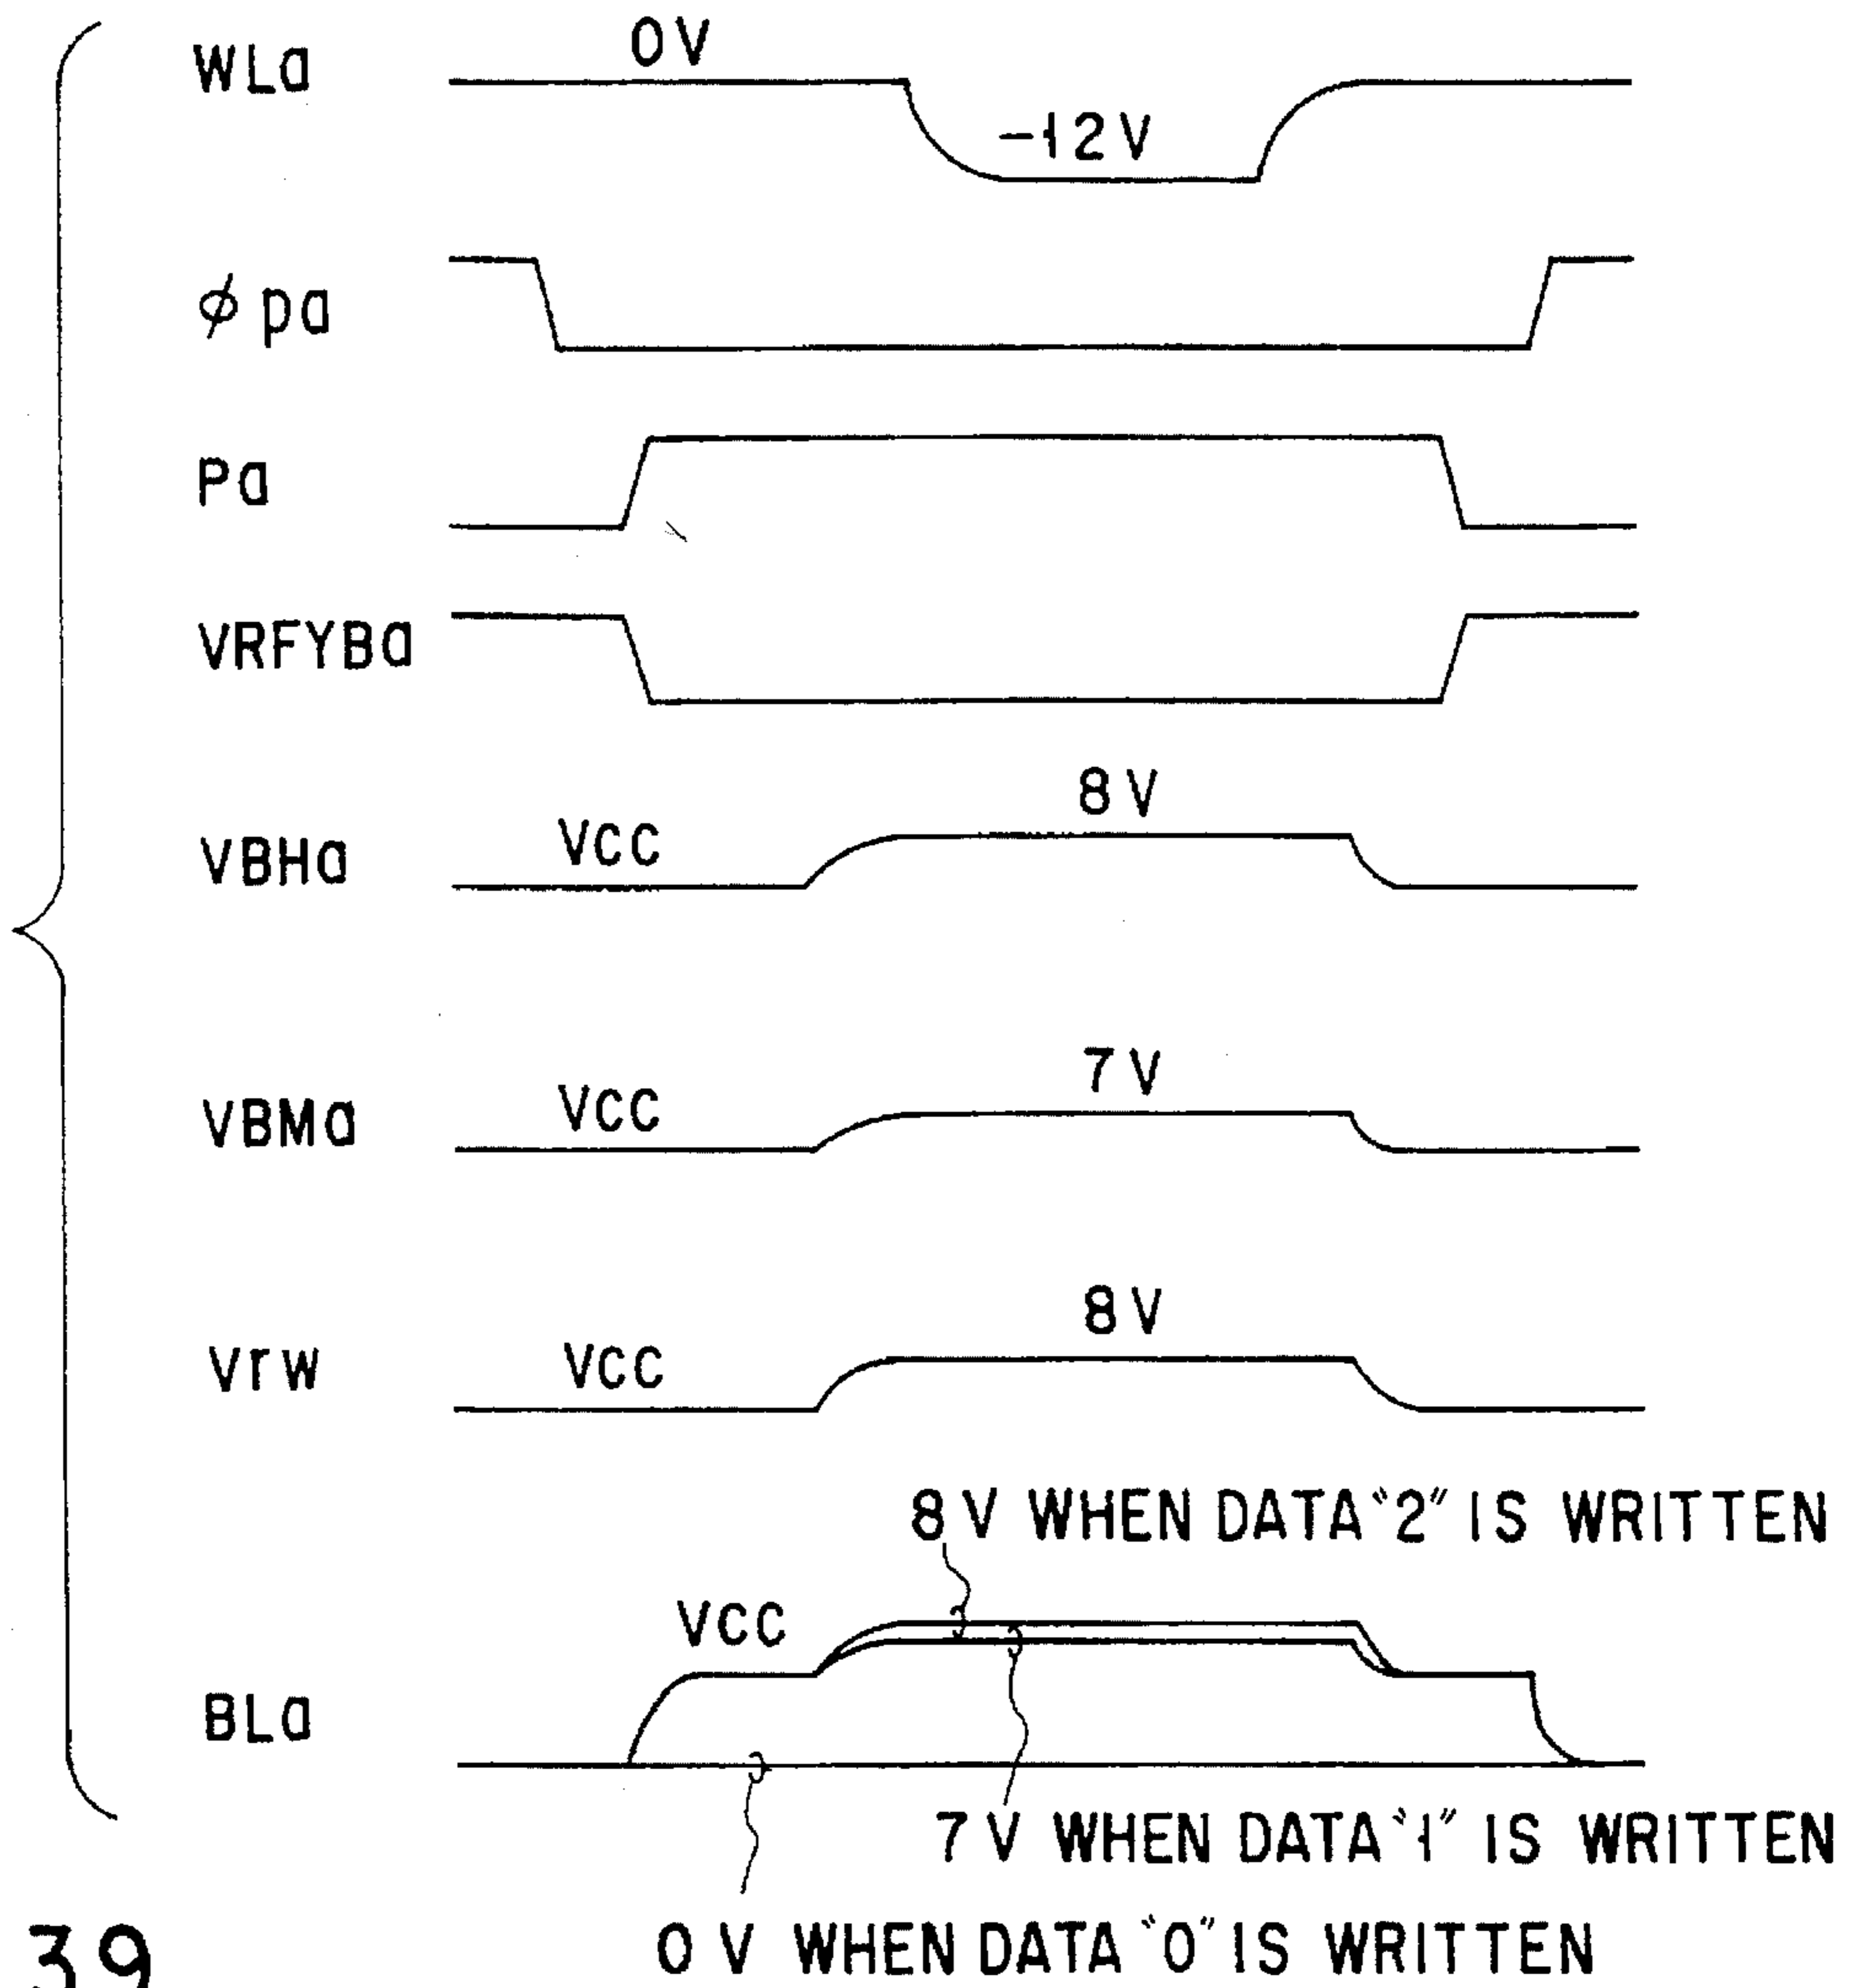 WLa
0V
-12V
φpa
Pa
VRFYBa
VBHa
VCC
8V
VBMa
VCC
7V
Vrw
VCC
8V
8V WHEN DATA "2" IS WRITTEN
VCC
BLa
7V WHEN DATA "1" IS WRITTEN
0V WHEN DATA "0" IS WRITTEN
39